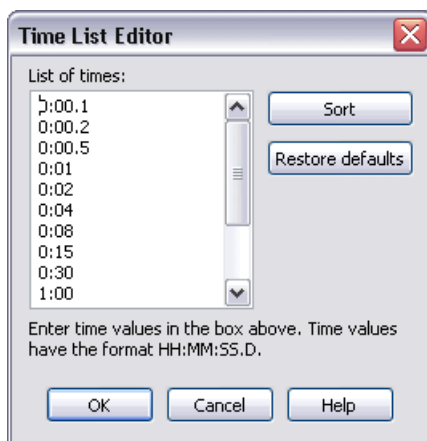 Time List Editor
List of times:
0:00.1
0:00.2
0:00.5
0:01
0:02
0:04
0:08
0:15
0:30
1:00
Sort
Restore defaults
Enter time values in the box above. Time values
have the format HH:MM:SS.D.
OK Cancel Help